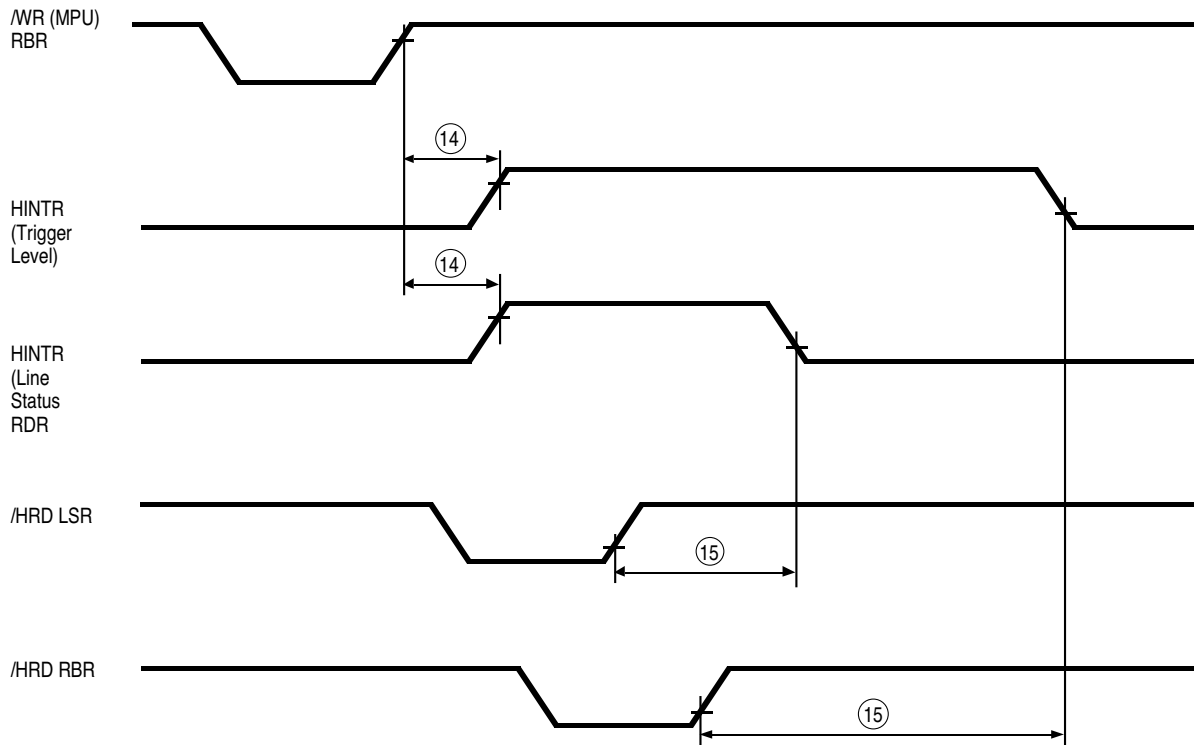 /WR (MPU)
RBR
14
HINTR
(Trigger
Level)
14
HINTR
(Line
Status
RDR
/HRD LSR
15
/HRD RBR
15